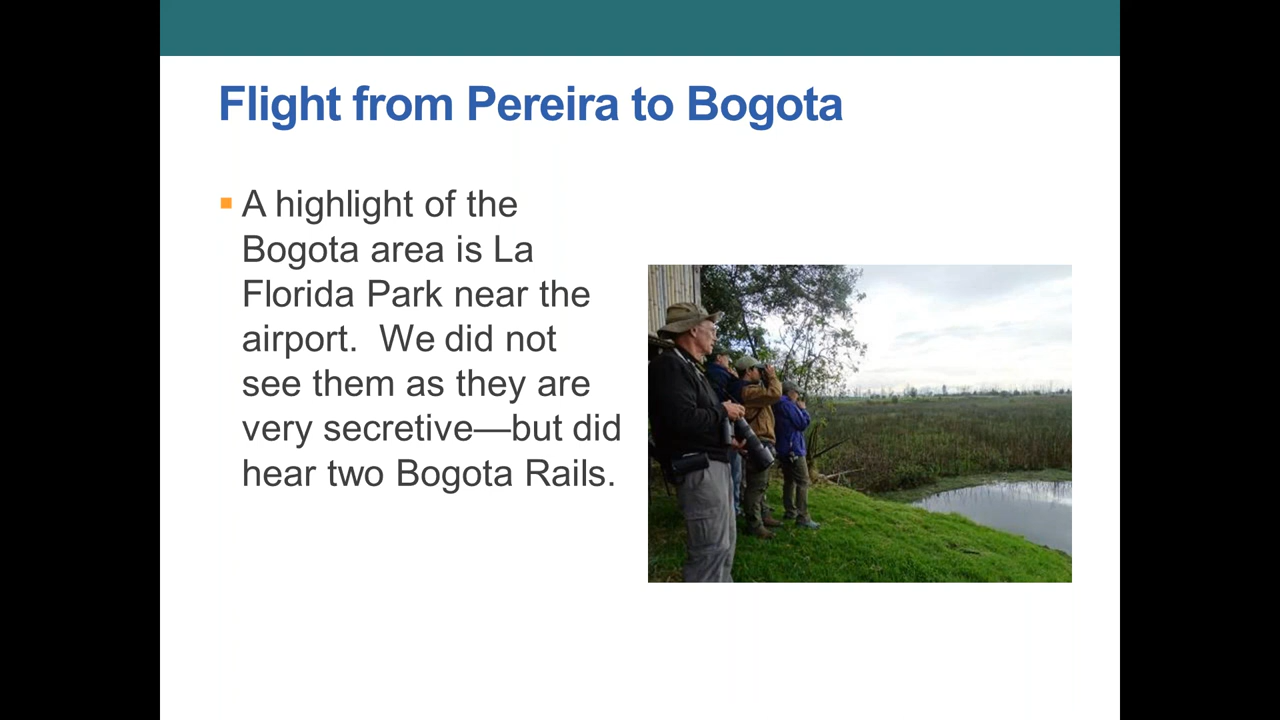 Flight from Pereira to Bogota
A highlight of the
Bogota area is La
Florida Park near the
airport.  We did not
see them as they are
very secretive—but did
hear two Bogota Rails.